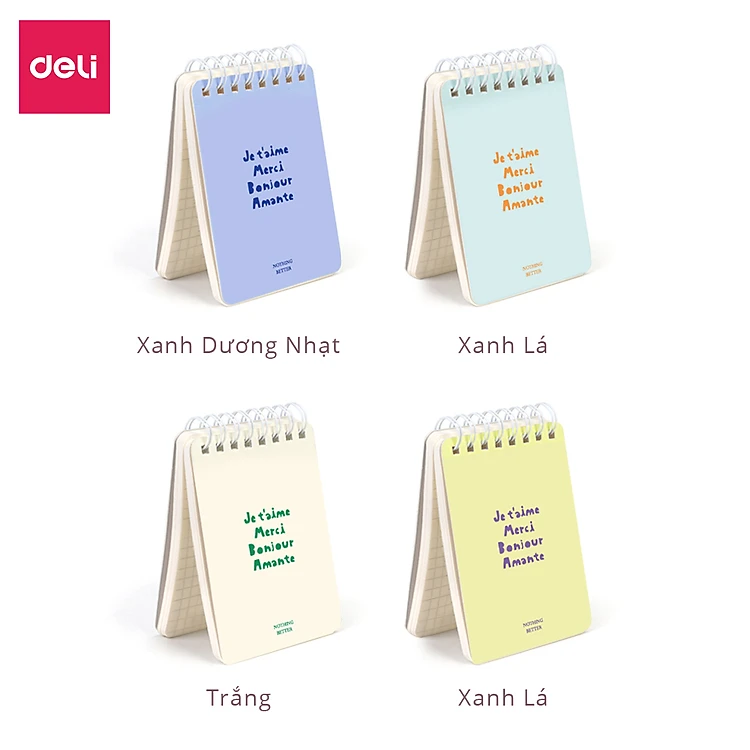 deli
Je t'aime
Merci
Bonjour
Amante
NOTHING
BETTER
Xanh Dương Nhạt
Je t'aime
Merci
Bonjour
Amante
NOTHING
BETTER
Xanh Lá
Je t'aime
Merci
Bonjour
Amante
NOTHING
BETTER
Trắng
Je t'aime
Merci
Bonjour
Amante
NOTHING
BETTER
Xanh Lá